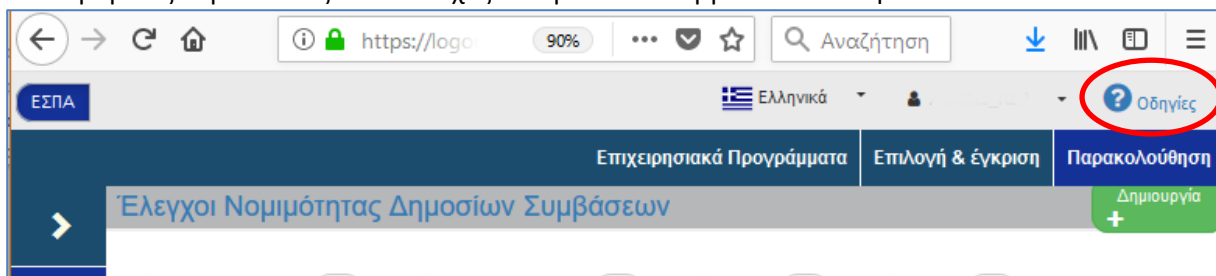 https://logo
90%
Αναζήτηση
ΕΣΠΑ
Ελληνικά
Οδηγίες
Επιχειρησιακά Προγράμματα
Επιλογή & έγκριση
Παρακολούθηση
Έλεγχοι Νομιμότητας Δημοσίων Συμβάσεων
Δημιουργία
+